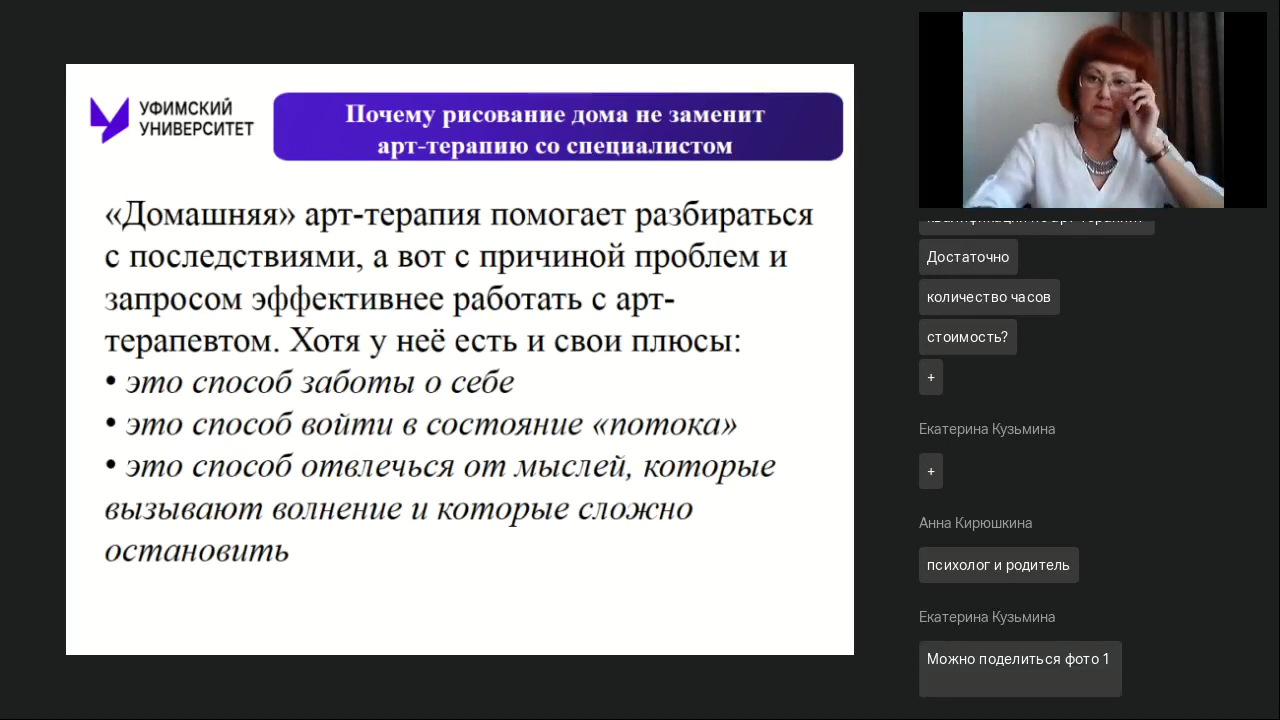 УФИМСКИЙ
УНИВЕРСИТЕТ
Почему рисование дома не заменит
арт-терапию со специалистом
«Домашняя» арт-терапия помогает разбираться
с последствиями, а вот с причиной проблем и
запросом эффективнее работать с арт-
терапевтом. Хотя у неё есть и свои плюсы:
• это способ заботы о себе
• это способ войти в состояние «потока»
• это способ отвлечься от мыслей, которые
вызывают волнение и которые сложно
остановить
Достаточно
количество часов
стоимость?
+
Екатерина Кузьмина
+
Анна Кирюшкина
психолог и родитель
Екатерина Кузьмина
Можно поделиться фото 1